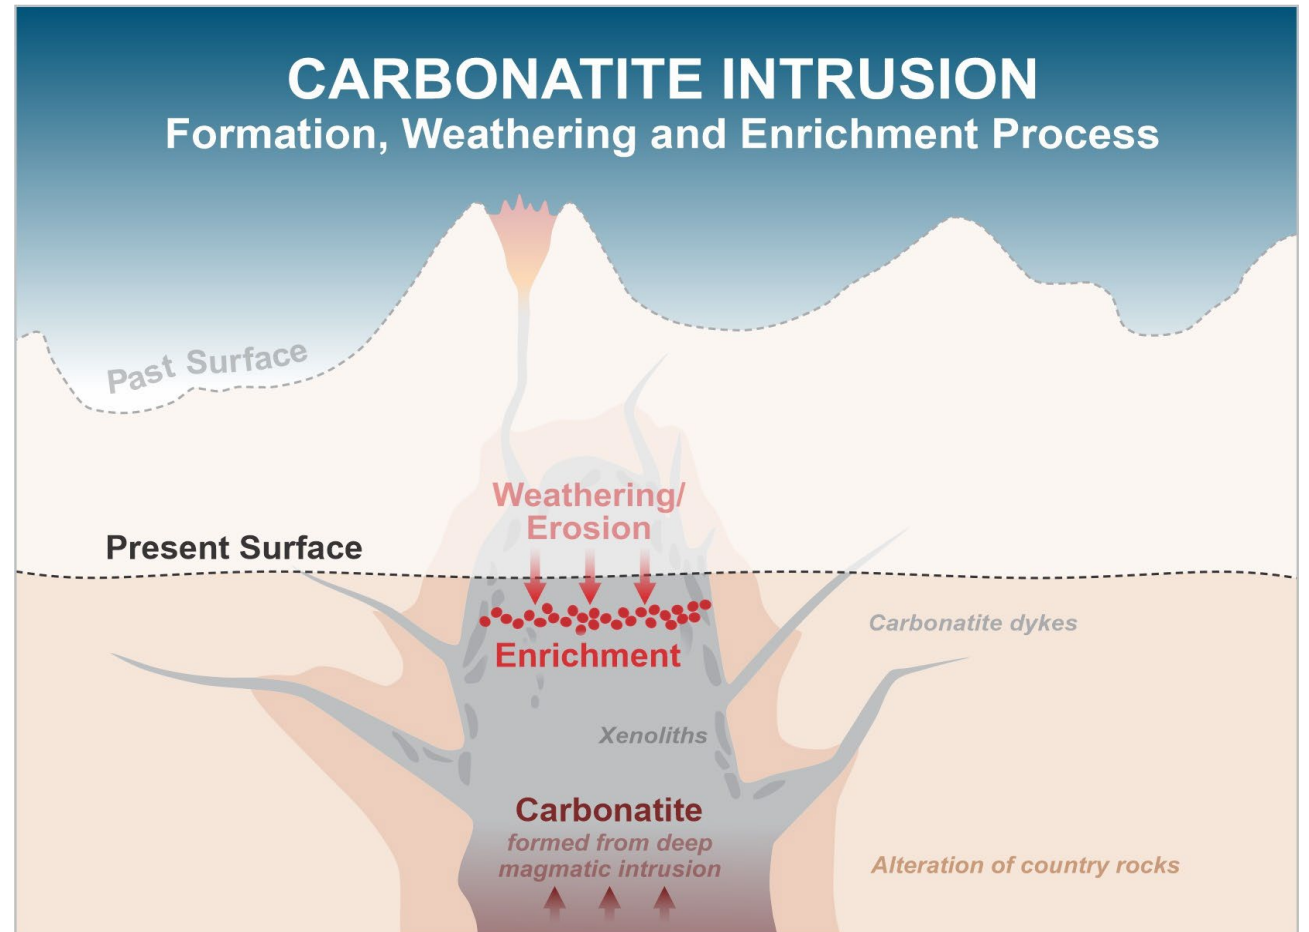 CARBONATITE INTRUSION
Formation, Weathering and Enrichment Process
Past Surface
Weathering/
Erosion
Present Surface
Carbonatite dykes
Enrichment
Xenoliths
Carbonatite
formed from deep
magmatic intrusion
Alteration of country rocks